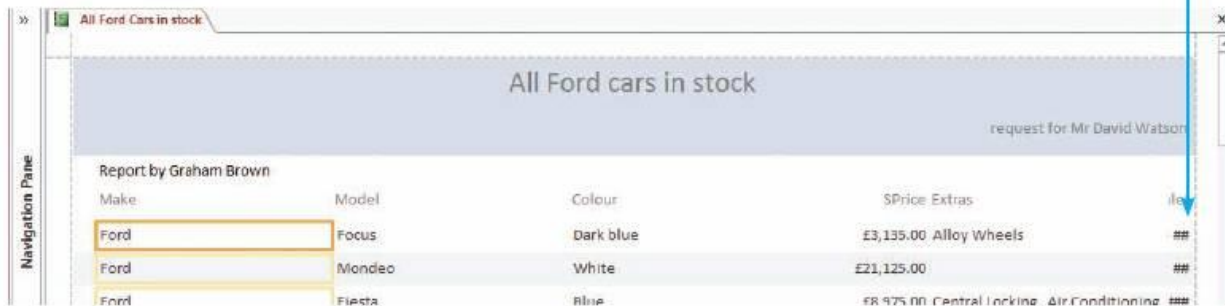 »
All Ford Cars in stock
x
All Ford cars in stock
request for Mr David Watson
Navigation Pane
Report by Graham Brown
Make Model Colour SPrice Extras
Ford Focus Dark blue £3,135.00 Alloy Wheels ##
Ford Mondeo White £21,125.00 ##
Ford Fiesta Blue £8,975.00 Central Locking, Air Conditioning, ###